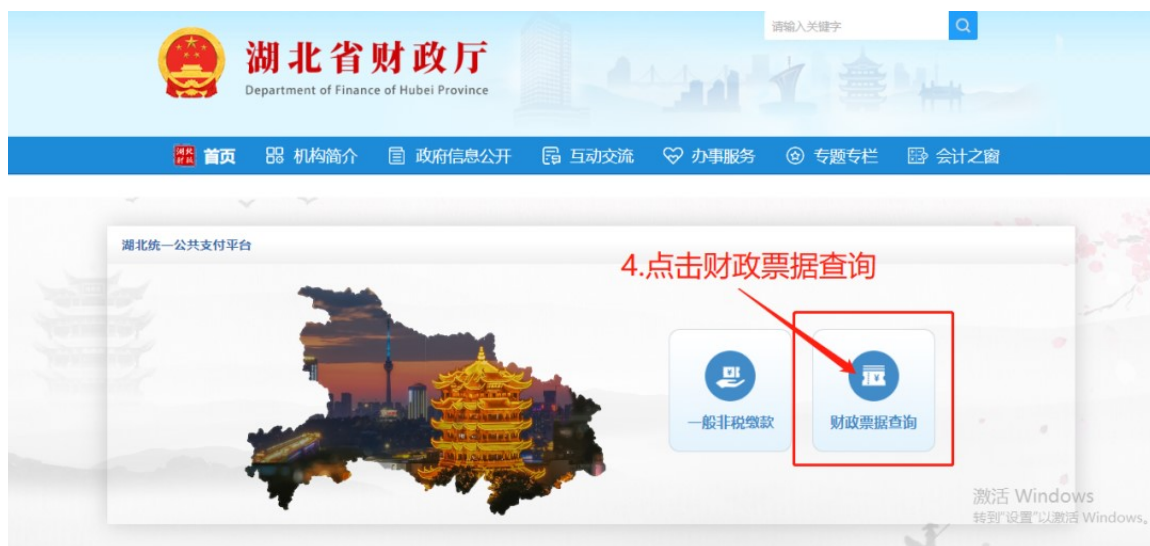 请输入关键字
湖北省财政厅
Department of Finance of Hubei Province
湖北财政 首页 机构简介 政府信息公开 互动交流 办事服务 专题专栏 会计之窗
湖北统一公共支付平台
4.点击财政票据查询
一般非税缴款 财政票据查询
激活 Windows
转到"设置"以激活 Windows。